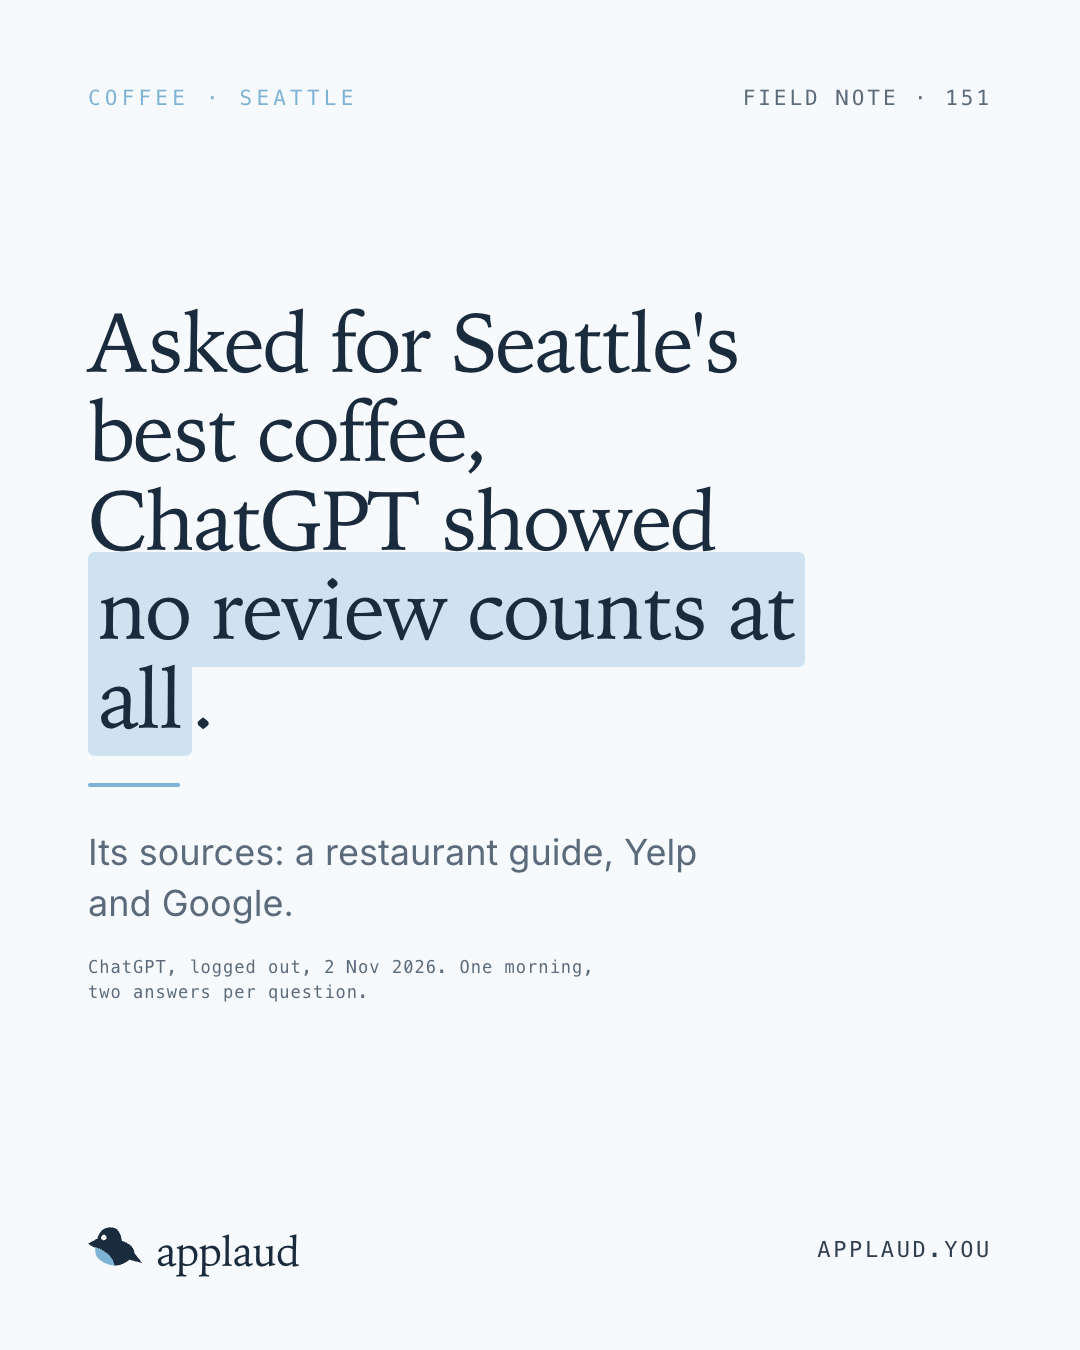 COFFEE · SEATTLE
FIELD NOTE · 151
Asked for Seattle's
best coffee,
ChatGPT showed
no review counts at
all.
Its sources: a restaurant guide, Yelp
and Google.
ChatGPT, logged out, 2 Nov 2026. One morning,
two answers per question.
applaud
APPLAUD.YOU